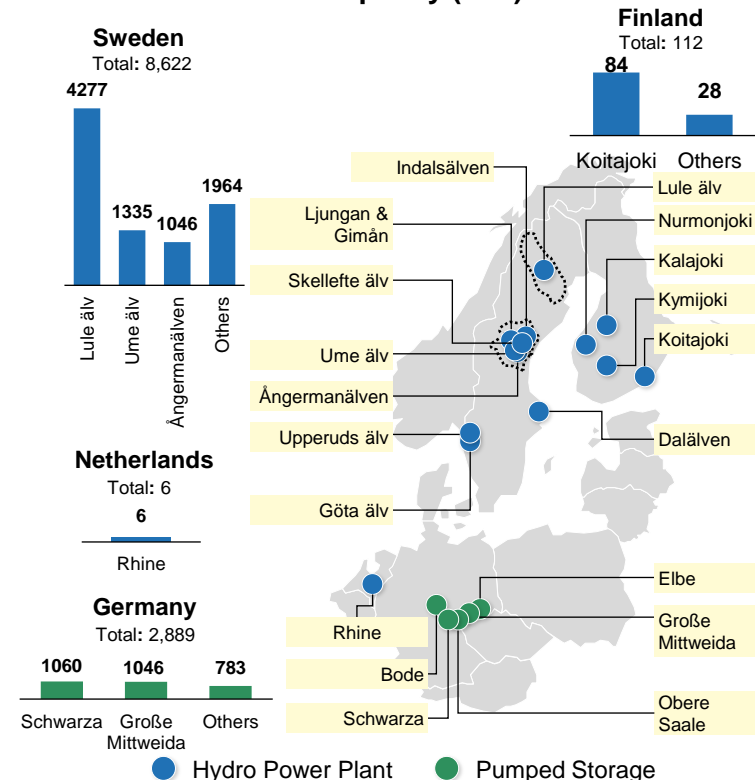 Sweden
Total: 8,622
4277
1335
1046
1964
Lule älv
Ume älv
Ångermanälven
Others
Finland
Total: 112
84
28
Koitajoki
Others
Indalsälven
Ljungan &
Gimån
Skellefte älv
Ume älv
Ångermanälven
Upperuds älv
Göta älv
Lule älv
Nurmonjoki
Kalajoki
Kymijoki
Koitajoki
Dalälven
Netherlands
Total: 6
6
Rhine
Germany
Total: 2,889
1060
1046
783
Schwarza
Große
Mittweida
Others
Rhine
Bode
Schwarza
Elbe
Große
Mittweida
Obere
Saale
Hydro Power Plant
Pumped Storage